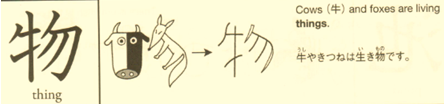 物
thing
物
Cows (牛) and foxes are living
things.
うし い もの
牛やきつねは生き物です。